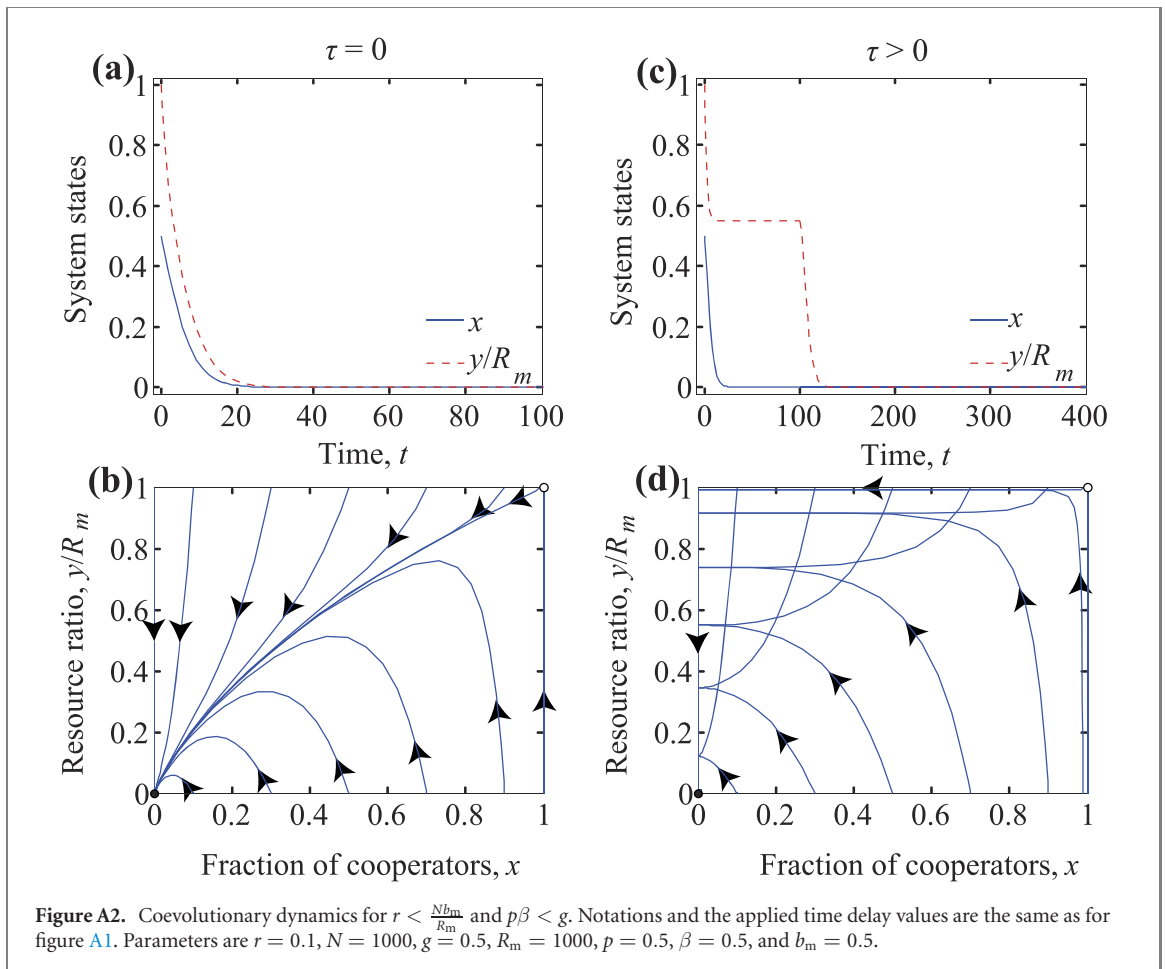 τ = 0
(a)
1
0.8
0.6
0.4
0.2
0
System states
x
y/R m
0 20 40 60 80 100
Time, t
τ > 0
(c)
1
0.8
0.6
0.4
0.2
0
System states
x
y/R m
0 100 200 300 400
Time, t
(b)
1
0.8
0.6
0.4
0.2
0
Resource ratio, y/R m
0 0.2 0.4 0.6 0.8 1
Fraction of cooperators, x
(d)
1
0.8
0.6
0.4
0.2
0
Resource ratio, y/R m
0 0.2 0.4 0.6 0.8 1
Fraction of cooperators, x
Figure A2. Coevolutionary dynamics for r < Nbm/Rm and pβ < g. Notations and the applied time delay values are the same as for
figure A1. Parameters are r = 0.1, N = 1000, g = 0.5, Rm = 1000, p = 0.5, β = 0.5, and bm = 0.5.